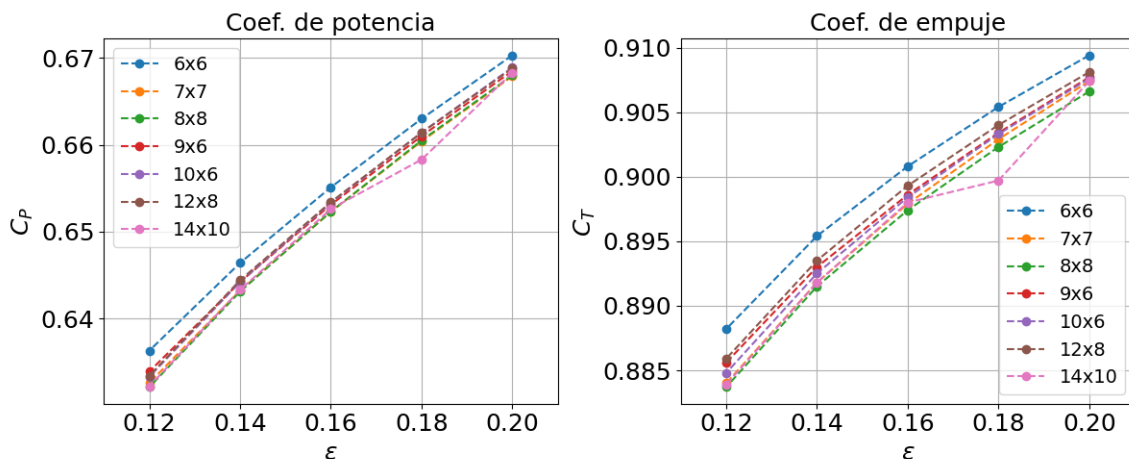 Coef. de potencia
0.67
0.66
0.65
0.64
C_P
6x6
7x7
8x8
9x6
10x6
12x8
14x10
0.12 0.14 0.16 0.18 0.20
ε
Coef. de empuje
0.910
0.905
0.900
0.895
0.890
0.885
C_T
6x6
7x7
8x8
9x6
10x6
12x8
14x10
0.12 0.14 0.16 0.18 0.20
ε